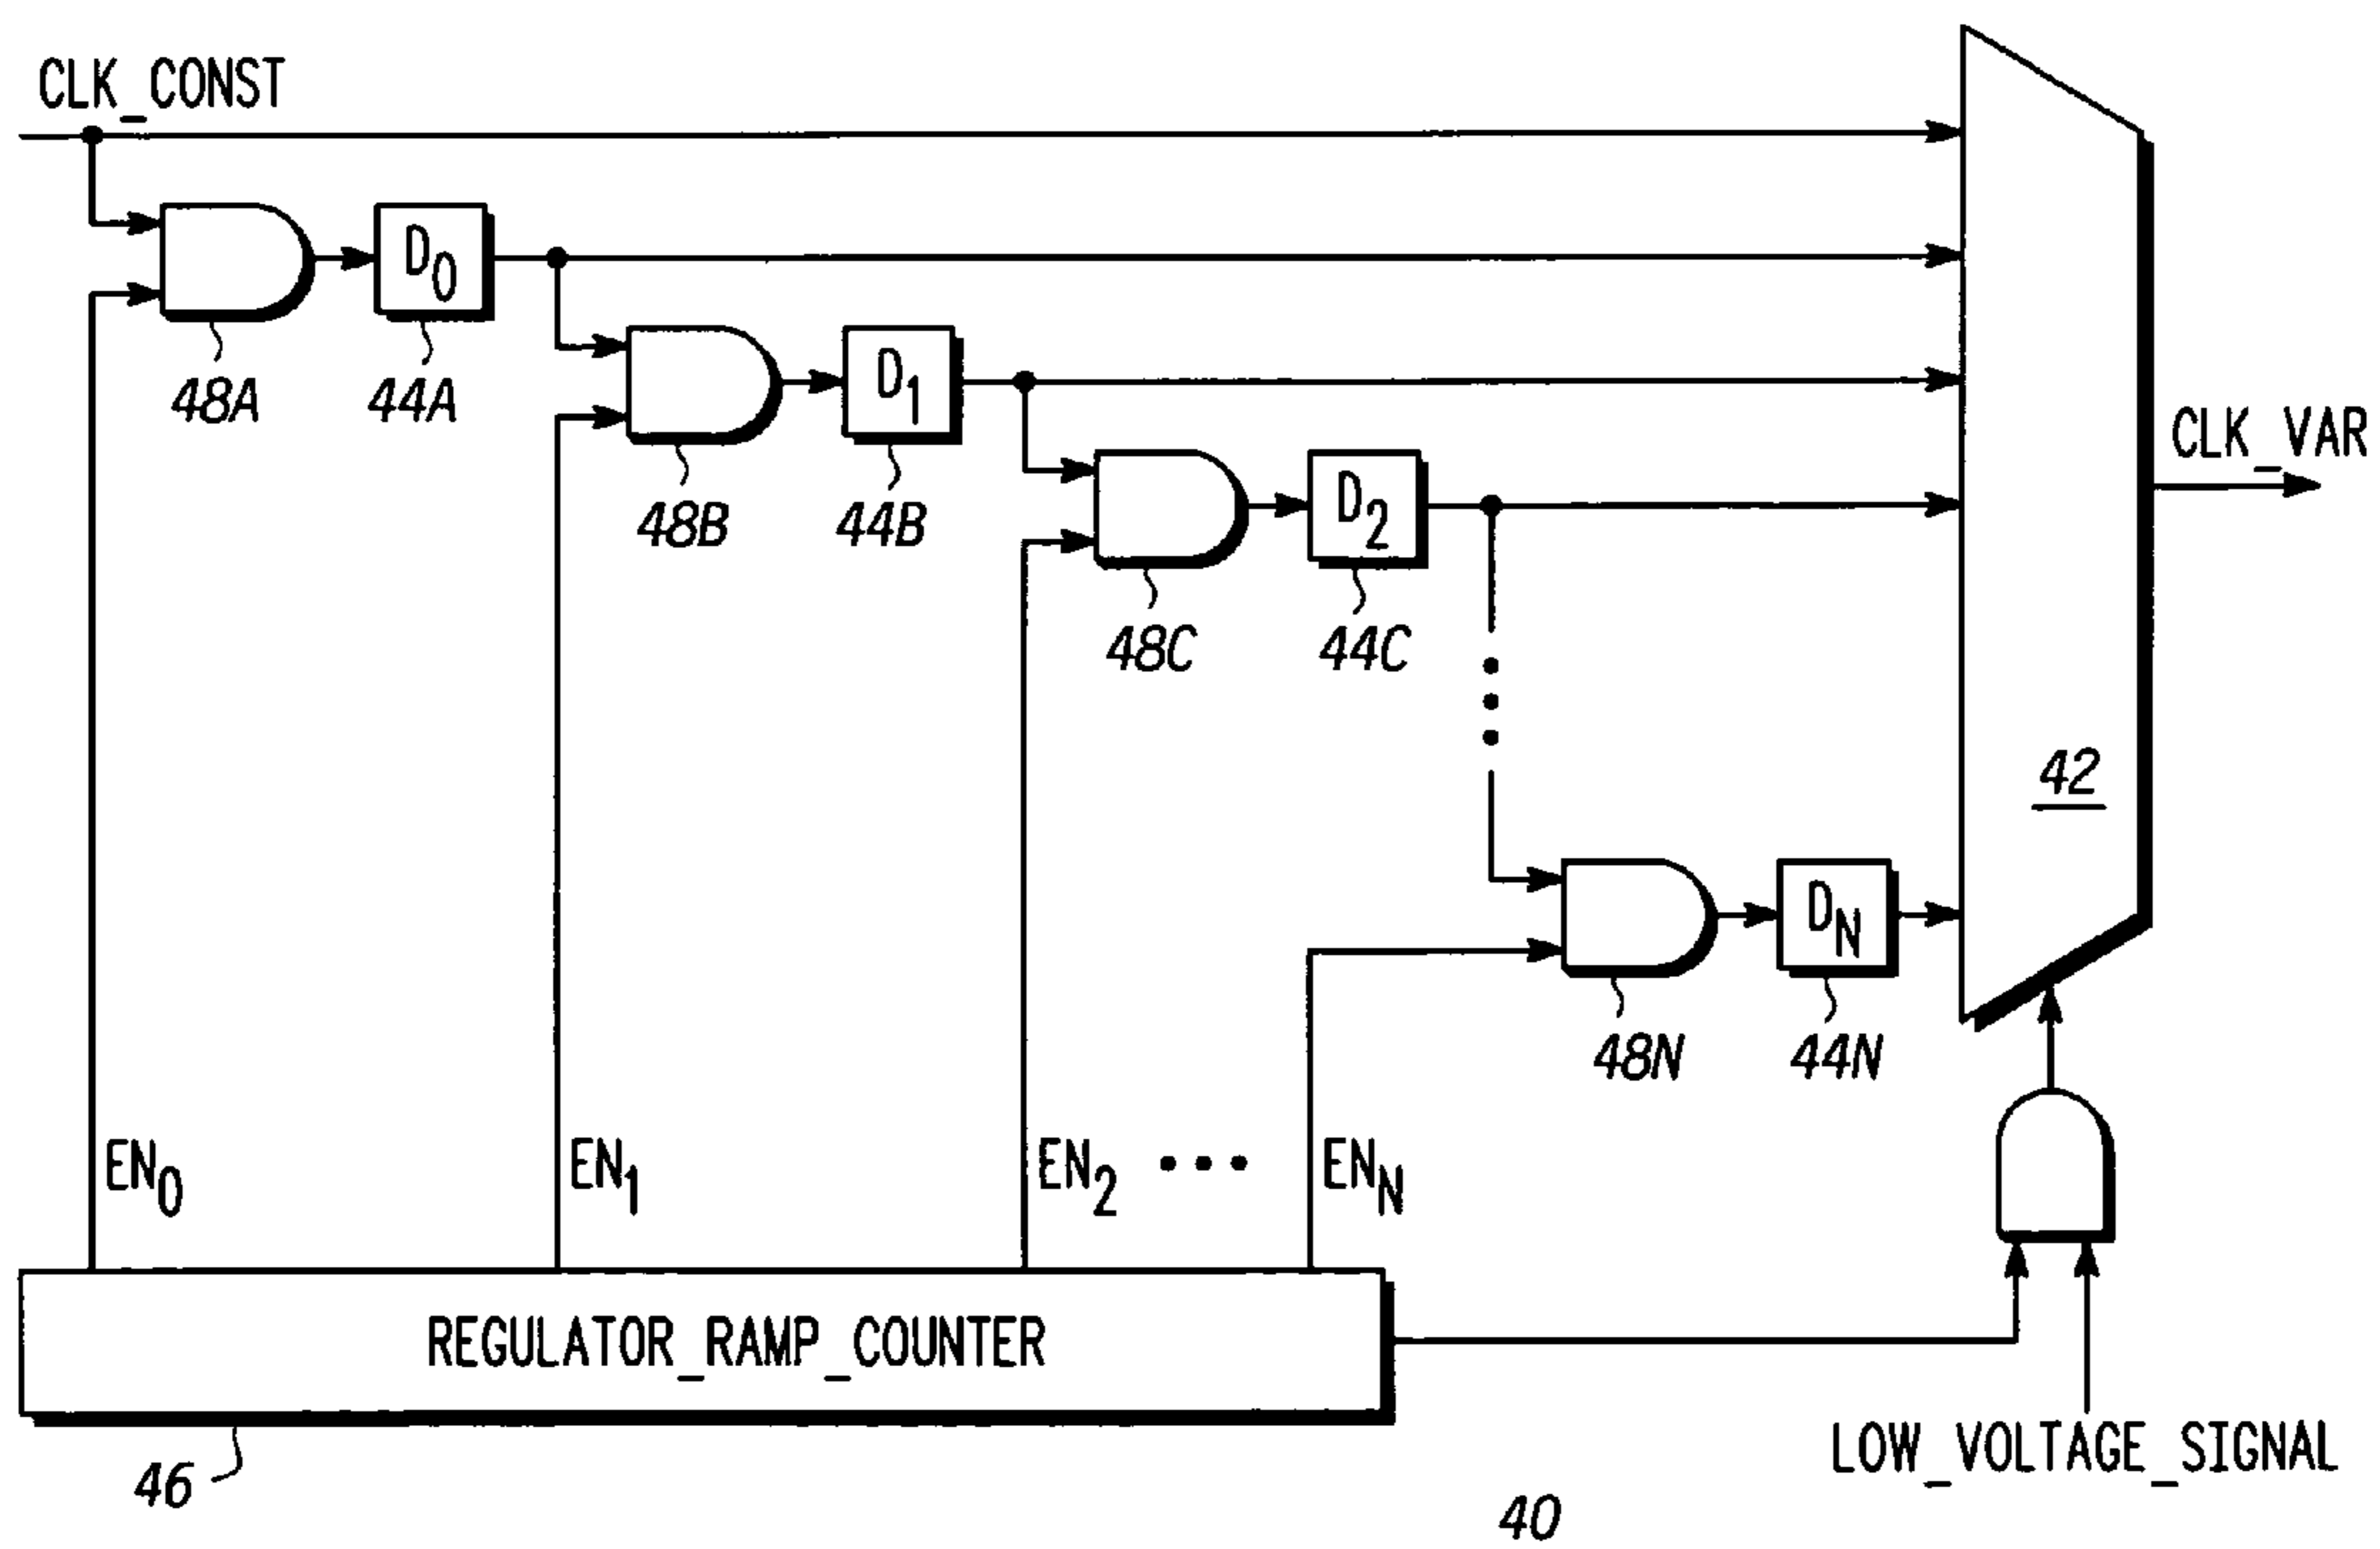 CLK_CONST
D0
48A
44A
D1
CLK_VAR
48B
44B
D2
48C
44C
42
DN
48N
44N
EN0
EN1
EN2 •••
ENN
REGULATOR_RAMP_COUNTER
LOW_VOLTAGE_SIGNAL
46
40